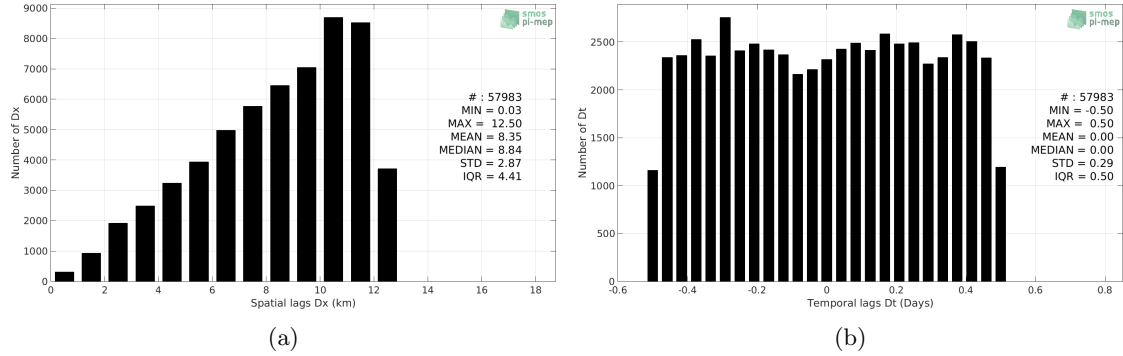 smos
pi-mep
9000
8000
7000
6000
5000
4000
3000
2000
1000
0
Number of Dx
# : 57983
MIN = 0.03
MAX = 12.50
MEAN = 8.35
MEDIAN = 8.84
STD = 2.87
IQR = 4.41
0 2 4 6 8 10 12 14 16 18
Spatial lags Dx (km)
(a)
smos
pi-mep
2500
2000
1500
1000
500
0
Number of Dt
# : 57983
MIN = -0.50
MAX = 0.50
MEAN = 0.00
MEDIAN = 0.00
STD = 0.29
IQR = 0.50
-0.6 -0.4 -0.2 0 0.2 0.4 0.6 0.8
Temporal lags Dt (Days)
(b)